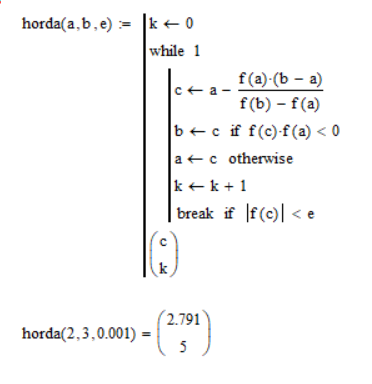 horda(a,b,e) := k ← 0
while 1
c ← a - f(a)·(b - a) / f(b) - f(a)
b ← c if f(c)·f(a) < 0
a ← c otherwise
k ← k + 1
break if |f(c)| < e
(c
k)
horda(2,3,0.001) = (2.791
5)